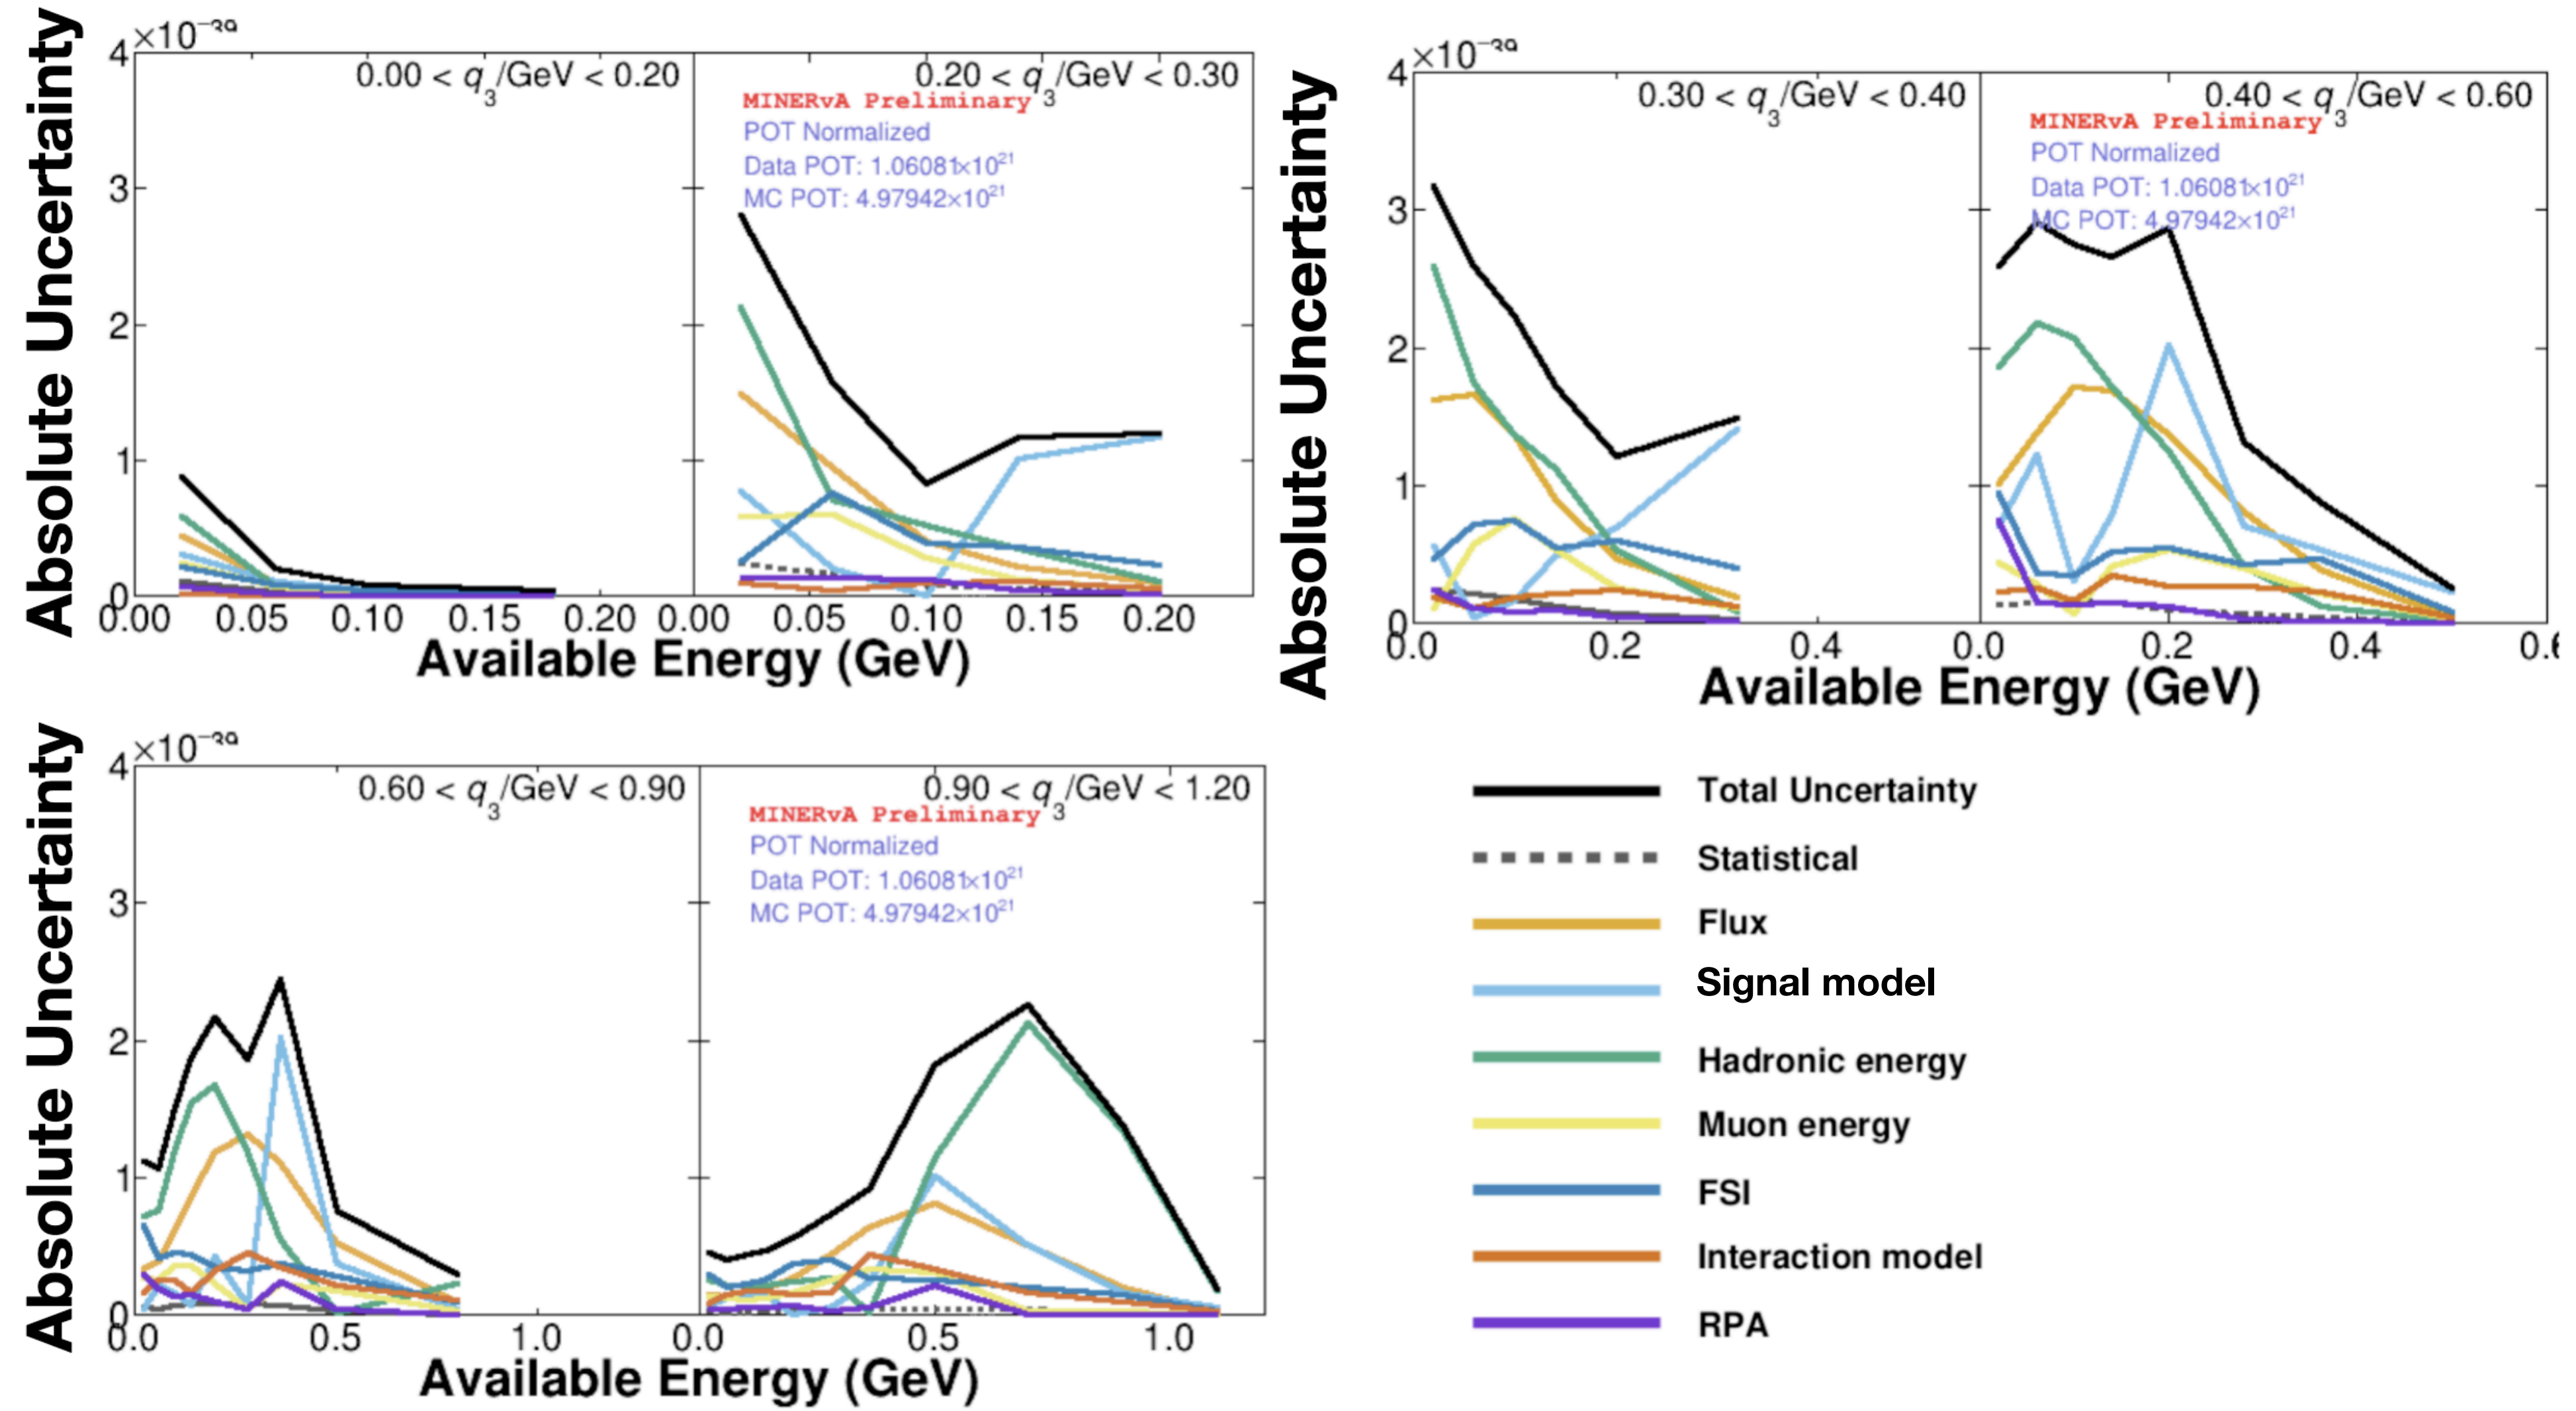 Absolute Uncertainty
×10⁻³⁹
0.00 < q₃/GeV < 0.20
0.20 < q₃/GeV < 0.30
MINERvA Preliminary
POT Normalized
Data POT: 1.06081×10²¹
MC POT: 4.97942×10²¹
4
3
2
1
0
0.00 0.05 0.10 0.15 0.20 0.00 0.05 0.10 0.15 0.20
Available Energy (GeV)
Absolute Uncertainty
×10⁻³⁹
0.30 < q₃/GeV < 0.40
0.40 < q₃/GeV < 0.60
MINERvA Preliminary
POT Normalized
Data POT: 1.06081×10²¹
MC POT: 4.97942×10²¹
4
3
2
1
0
0.0 0.2 0.4 0.0 0.2 0.4
Available Energy (GeV)
Absolute Uncertainty
×10⁻³⁹
0.60 < q₃/GeV < 0.90
0.90 < q₃/GeV < 1.20
MINERvA Preliminary
POT Normalized
Data POT: 1.06081×10²¹
MC POT: 4.97942×10²¹
4
3
2
1
0
0.0 0.5 1.0 0.0 0.5 1.0
Available Energy (GeV)
Total Uncertainty
Statistical
Flux
Signal model
Hadronic energy
Muon energy
FSI
Interaction model
RPA